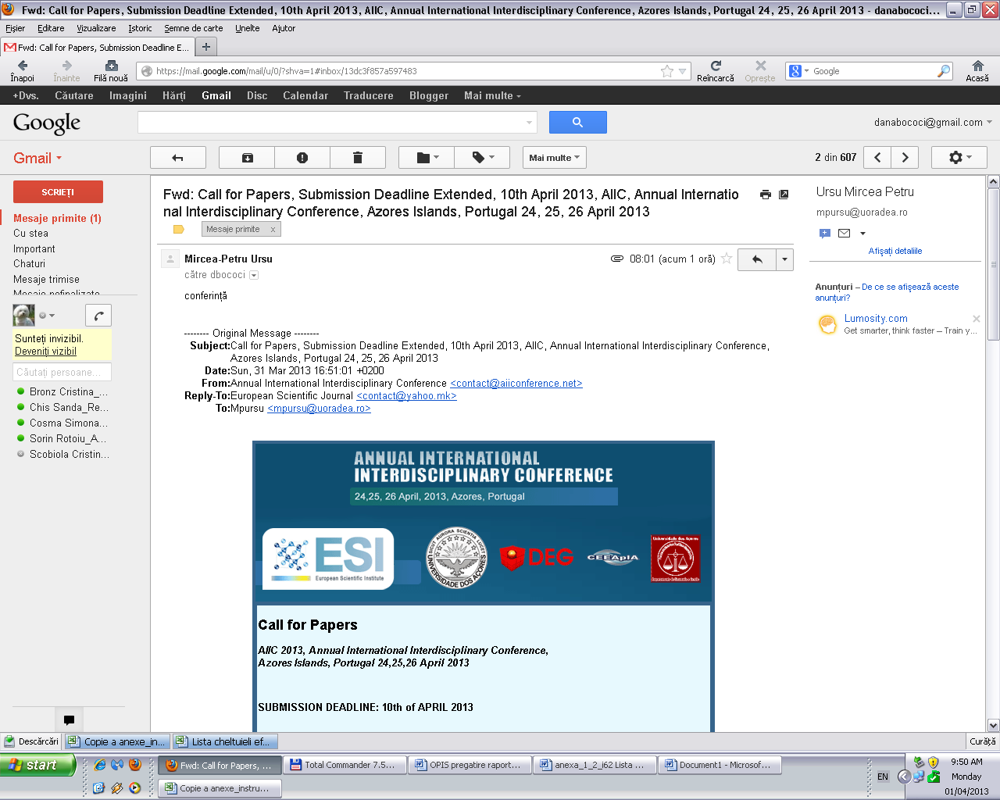 Fwd: Call for Papers, Submission Deadline Extended, 10th April 2013, AIIC, Annual International Interdisciplinary Conference, Azores Islands, Portugal 24, 25, 26 April 2013 - danabococi...
Fișier Editare Vizualizare Istoric Semne de carte Unelte Ajutor
Fwd: Call for Papers, Submission Deadline E... +
Înapoi Înainte Filă nouă https://mail.google.com/mail/u/0/?shva=1#inbox/13dc3f857a597483 Reîncarcă Oprește Google Acasă
+Dvs. Căutare Imagini Hărți Gmail Disc Calendar Traducere Blogger Mai multe
Google danabococi@gmail.com
Gmail Mai multe 2 din 607
SCRIEȚI
Mesaje primite (1)
Cu stea
Important
Chaturi
Mesaje trimise
Mesaje nefinalizate
Sunteți invizibil.
Deveniți vizibil
Căutați persoane...
Bronz Cristina_...
Chis Sanda_Re...
Cosma Simona...
Sorin Rotoiu_A...
Scobiola Cristin...
Fwd: Call for Papers, Submission Deadline Extended, 10th April 2013, AIIC, Annual Internatio
nal Interdisciplinary Conference, Azores Islands, Portugal 24, 25, 26 April 2013
Mesaje primite x
Mircea-Petru Ursu 08:01 (acum 1 oră)
către dbococi
conferință
-------- Original Message --------
Subject: Call for Papers, Submission Deadline Extended, 10th April 2013, AIIC, Annual International Interdisciplinary Conference,
Azores Islands, Portugal 24, 25, 26 April 2013
Date: Sun, 31 Mar 2013 16:51:01 +0200
From: Annual International Interdisciplinary Conference <contact@aiiconference.net>
Reply-To: European Scientific Journal <contact@yahoo.mk>
To: Mpursu <mpursu@uoradea.ro>
ANNUAL INTERNATIONAL
INTERDISCIPLINARY CONFERENCE
24,25, 26 April, 2013, Azores, Portugal
ESI
European Scientific Institute
SICUT AURORA SCIENTIA LUCET
UNIVERSIDADE DOS AÇORES
DEG
CEEAplA
Universidade dos Açores
Call for Papers
AIIC 2013, Annual International Interdisciplinary Conference,
Azores Islands, Portugal 24,25,26 April 2013
SUBMISSION DEADLINE: 10th of APRIL 2013
Ursu Mircea Petru
mpursu@uoradea.ro
Afișați detaliile
Anunțuri – De ce se afișează aceste
anunțuri?
Lumosity.com
Get smarter, think faster – Train y...
Descărcări Copie a anexe_in... Lista cheltuieli ef... Curăță
start Fwd: Call for Papers, ... Total Commander 7.5... OPIS pregatire raport... anexa_1_2_i62 Lista ... Document1 - Microsof...
Copie a anexe_instru...
EN
9:50 AM
Monday
01/04/2013